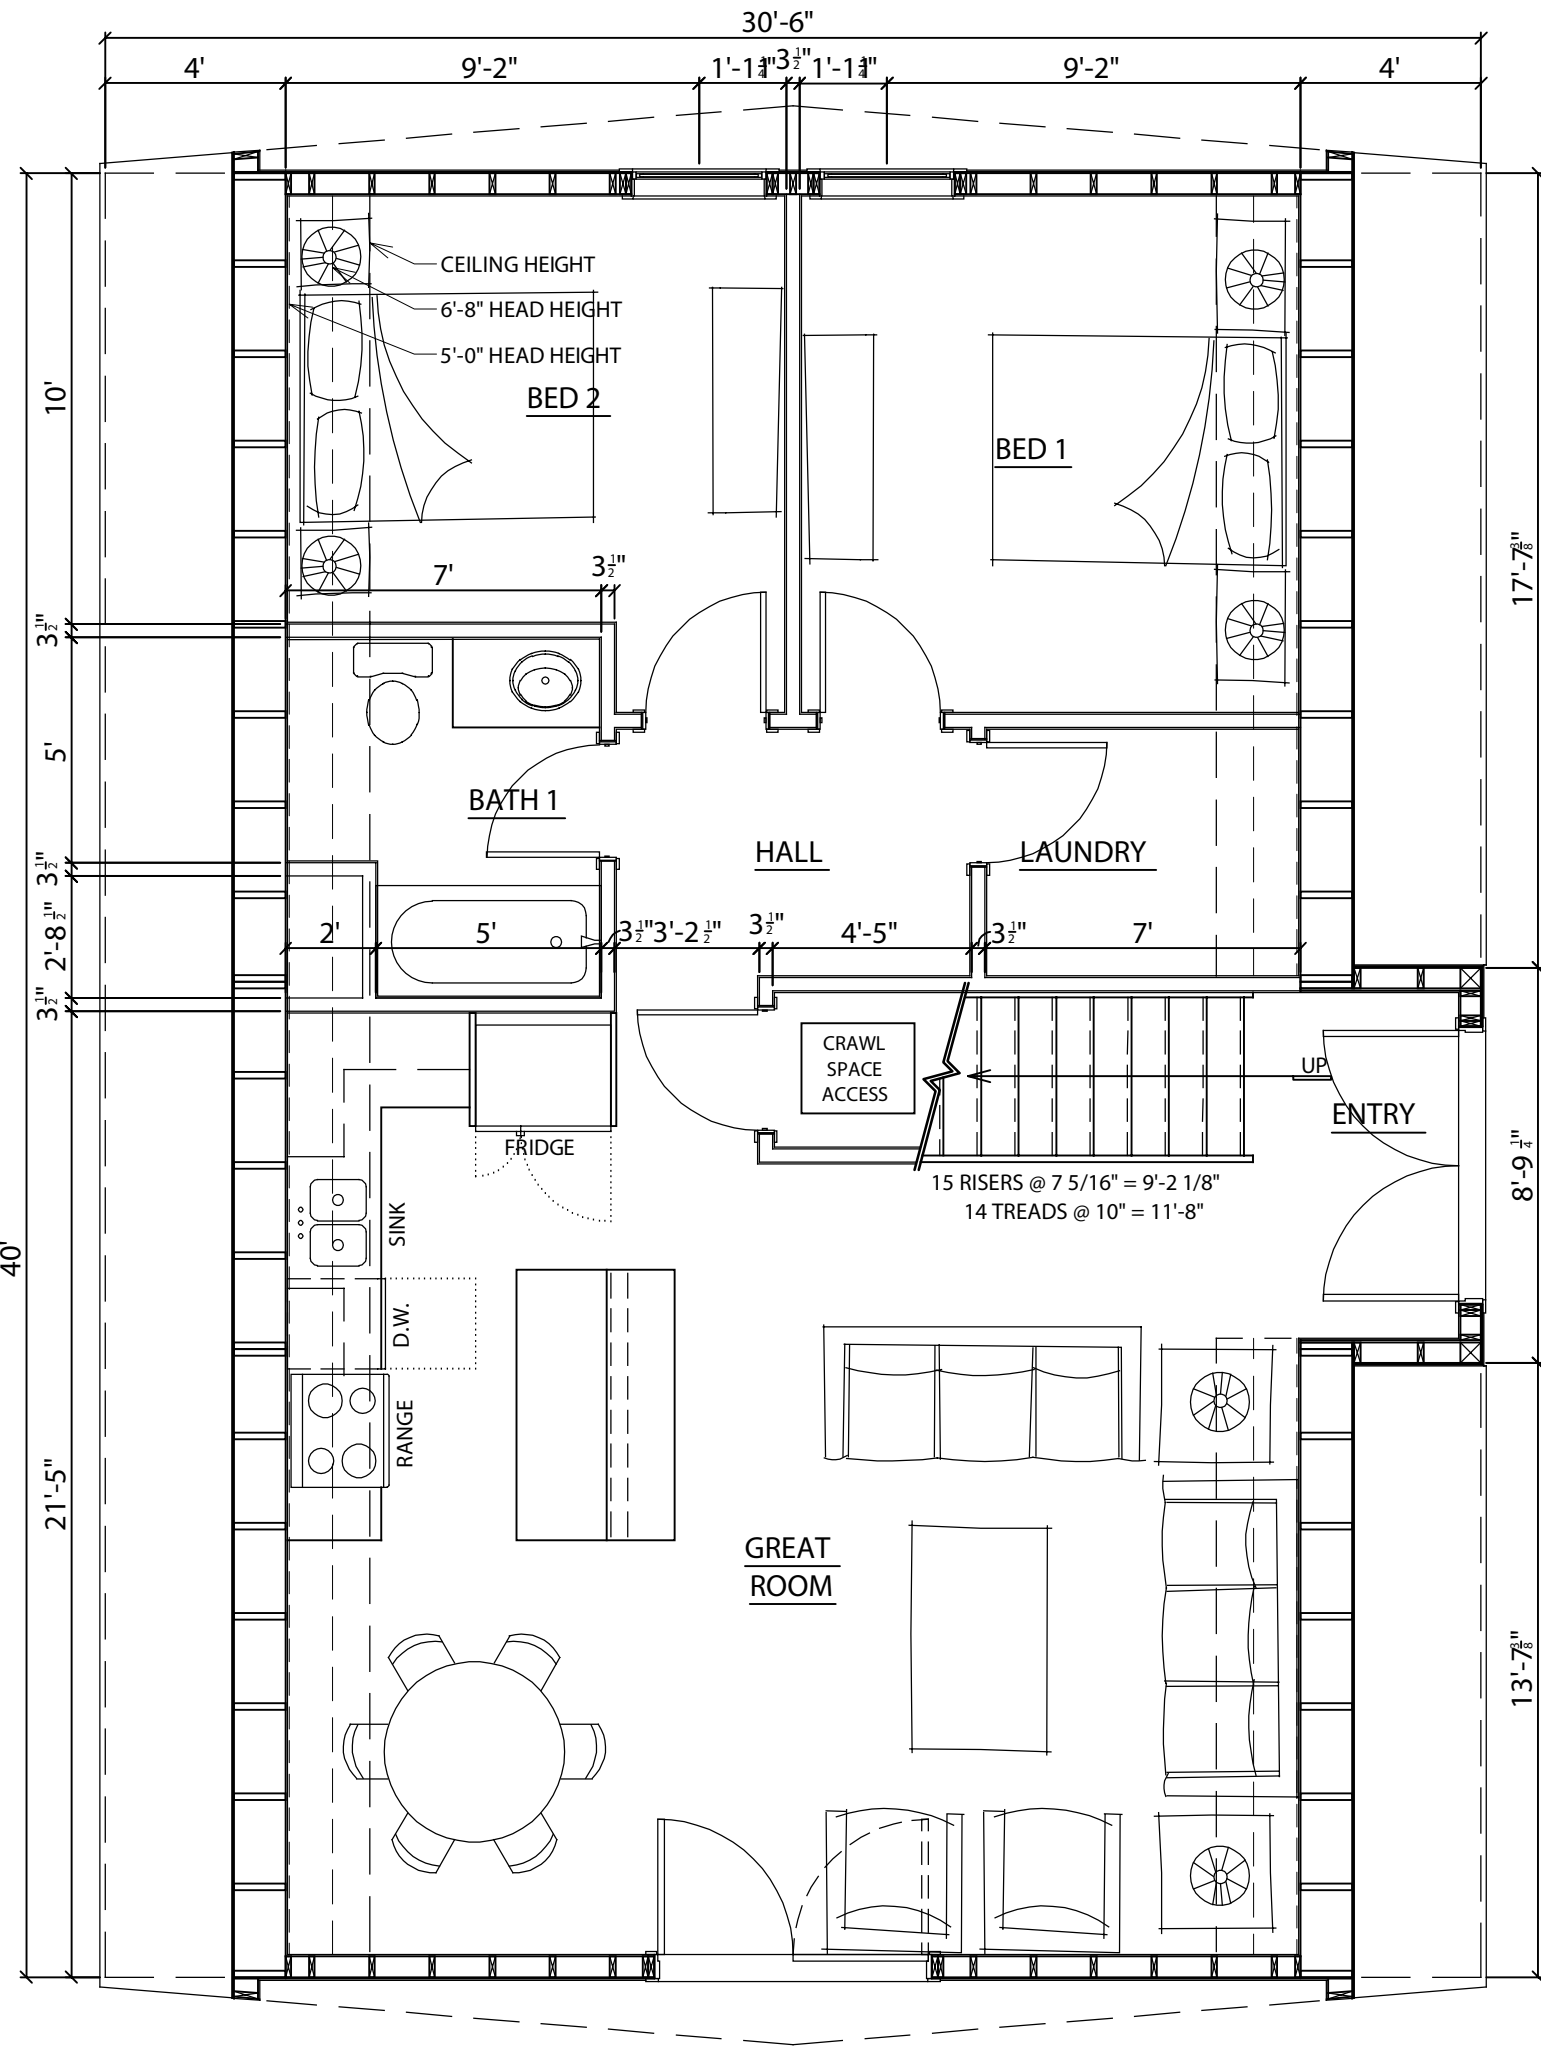 30'-6"
4'
9'-2"
1'-1¼"
3½"
1'-1¼"
9'-2"
4'
CEILING HEIGHT
6'-8" HEAD HEIGHT
5'-0" HEAD HEIGHT
BED 2
BED 1
10'
17'-7⅜"
7'
3½"
3½"
5'
BATH 1
HALL
LAUNDRY
3½"
2'-8½"
3½"
2'
5'
3½"
3'-2½"
3½"
4'-5"
3½"
7'
CRAWL
SPACE
ACCESS
UP
ENTRY
FRIDGE
8'-9¼"
15 RISERS @ 7 5/16" = 9'-2 1/8"
14 TREADS @ 10" = 11'-8"
SINK
40'
D.W.
RANGE
21'-5"
GREAT
ROOM
13'-7⅜"